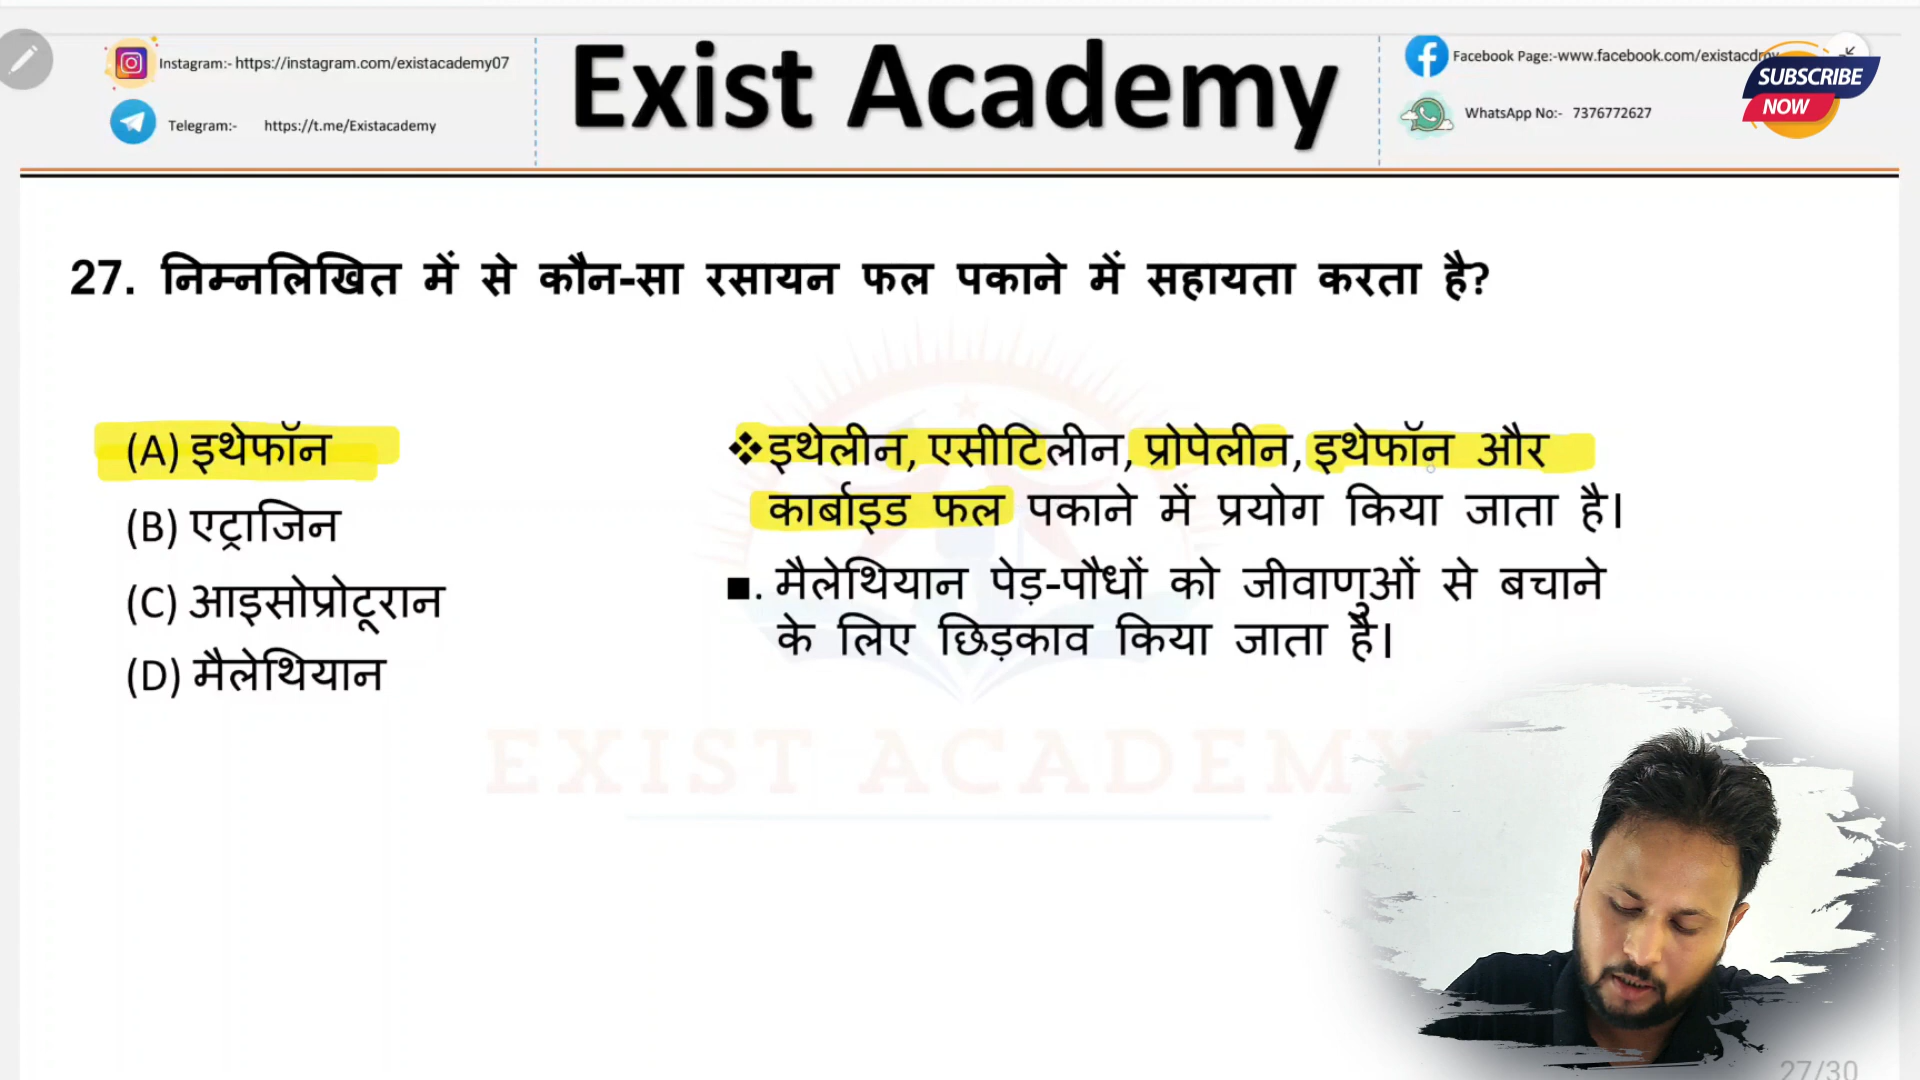 Instagram:- https://instagram.com/existacademy07
Telegram:- https://t.me/Existacademy
Exist Academy
Facebook Page:-www.facebook.com/existacdmy
WhatsApp No:- 7376772627
SUBSCRIBE
NOW
27. निम्नलिखित में से कौन-सा रसायन फल पकाने में सहायता करता है?
(A) इथेफॉन
(B) एट्राजिन
(C) आइसोप्रोटूरान
(D) मैलेथियान
❖इथेलीन, एसीटिलीन, प्रोपेलीन, इथेफॉन और
कार्बाइड फल पकाने में प्रयोग किया जाता है।
■. मैलेथियान पेड़-पौधों को जीवाणुओं से बचाने
के लिए छिड़काव किया जाता है।
EXIST ACADEMY
27/30